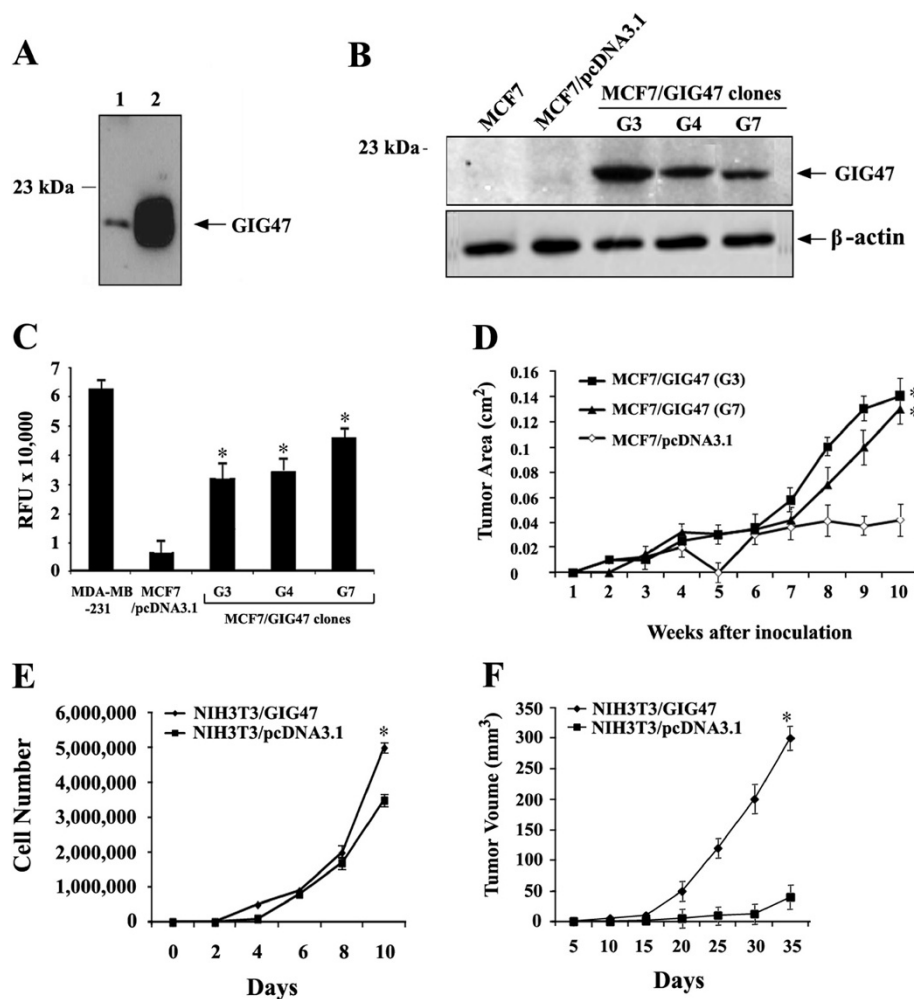 A
1 2
23 kDa
GIG47
B
MCF7
MCF7/pcDNA3.1
MCF7/GIG47 clones
G3 G4 G7
23 kDa-
GIG47
β-actin
C
7
6
5
4
3
2
1
0
RFU x 10,000
* * *
MDA-MB
-231
MCF7
/pcDNA3.1
G3 G4 G7
MCF7/GIG47 clones
D
0.16
0.14
0.12
0.10
0.08
0.06
0.04
0.02
0
Tumor Area (cm²)
MCF7/GIG47 (G3)
MCF7/GIG47 (G7)
MCF7/pcDNA3.1
*
*
1 2 3 4 5 6 7 8 9 10
Weeks after inoculation
E
6,000,000
5,000,000
4,000,000
3,000,000
2,000,000
1,000,000
0
Cell Number
NIH3T3/GIG47
NIH3T3/pcDNA3.1
*
0 2 4 6 8 10
Days
F
350
300
250
200
150
100
50
0
Tumor Voume (mm³)
NIH3T3/GIG47
NIH3T3/pcDNA3.1
*
5 10 15 20 25 30 35
Days